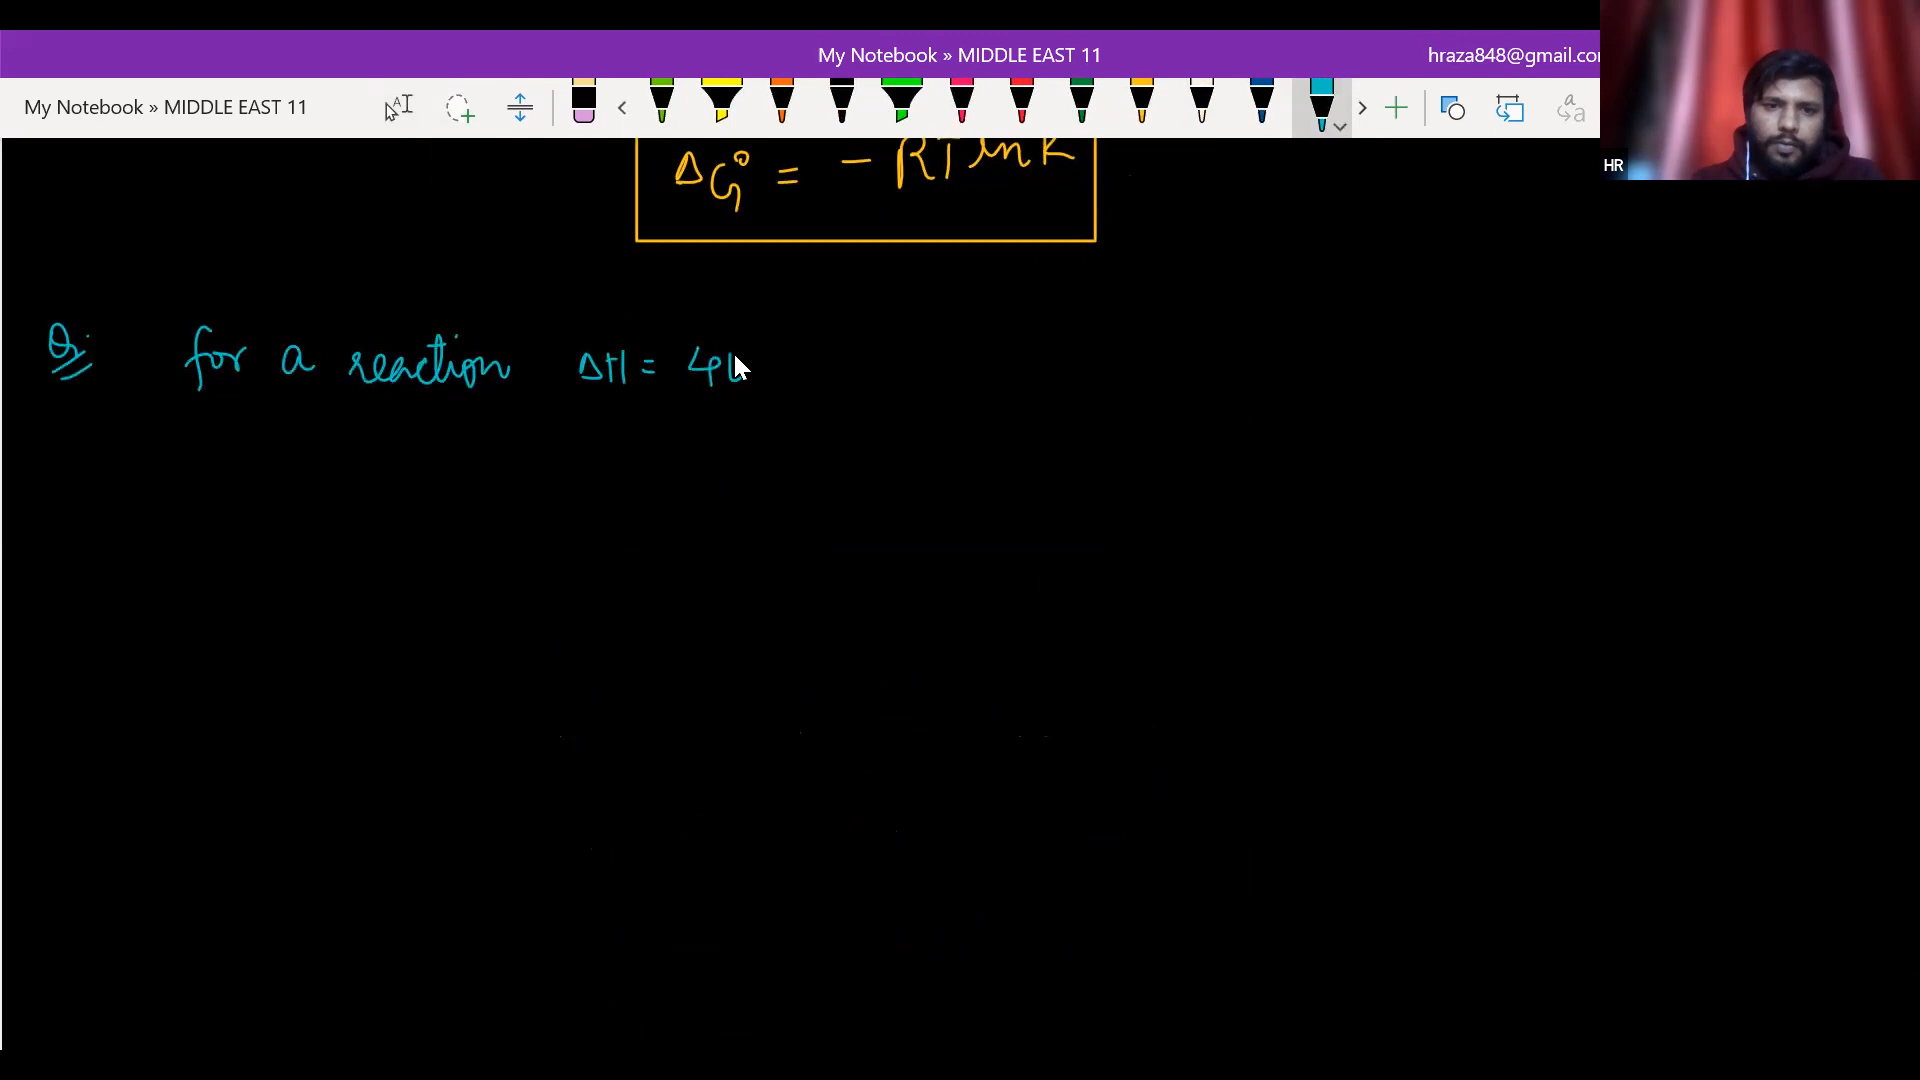 My Notebook » MIDDLE EAST 11
hraza848@gmail.co
My Notebook » MIDDLE EAST 11
HR
ΔG° = - RT ln K
Q. for a reaction ΔH = 4